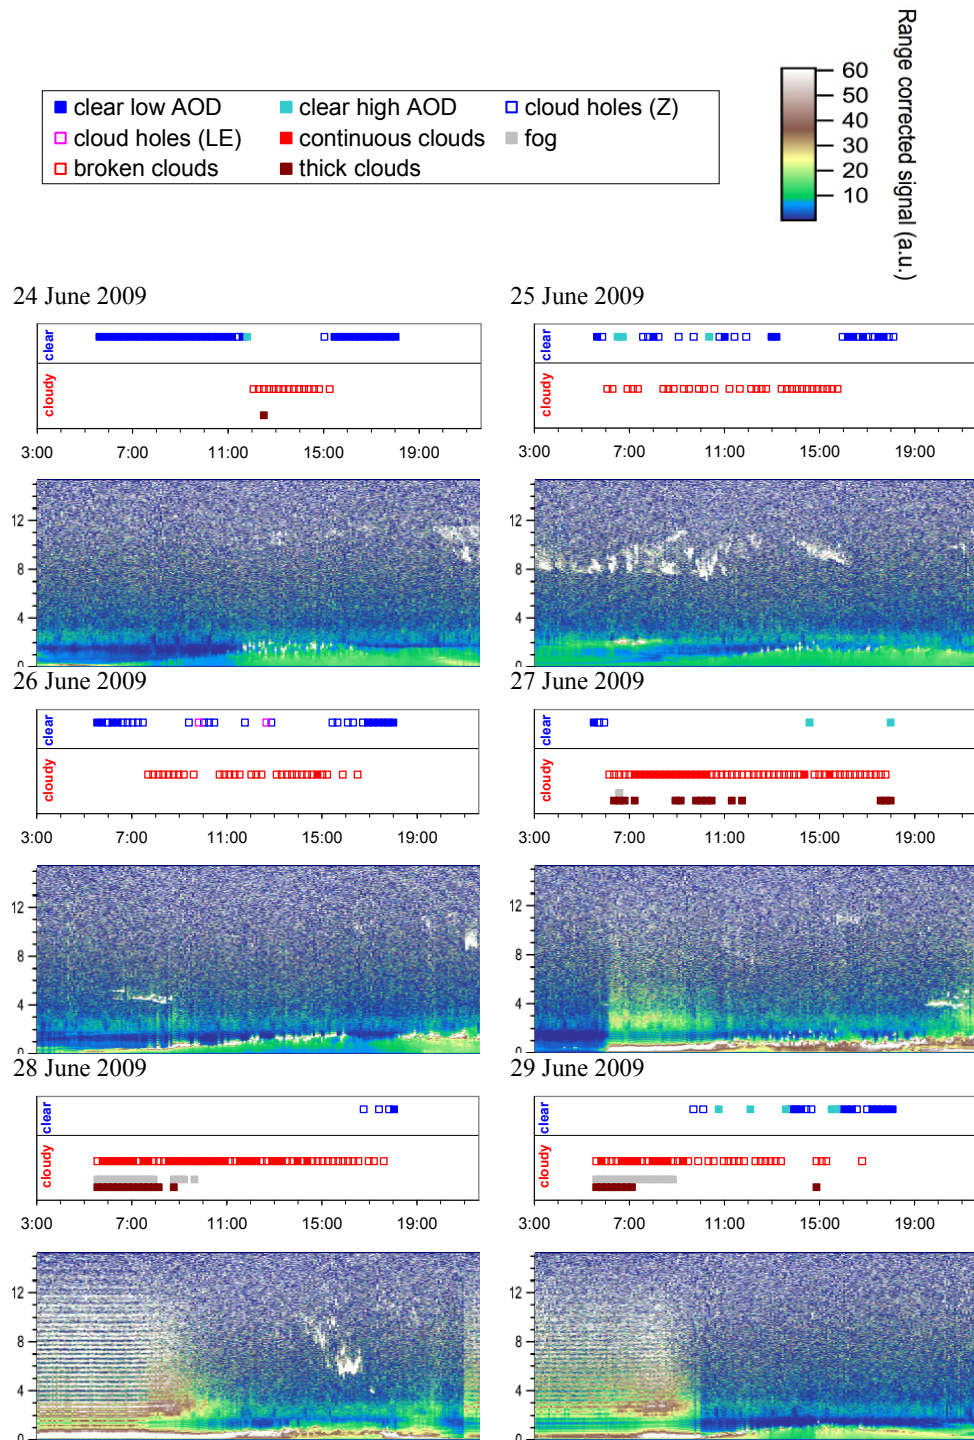 clear low AOD clear high AOD cloud holes (Z)
cloud holes (LE) continuous clouds fog
broken clouds thick clouds
60
50
40
30
20
10
Range corrected signal (a.u.)
24 June 2009
clear
cloudy
3:00 7:00 11:00 15:00 19:00
12
8
4
0
25 June 2009
clear
cloudy
3:00 7:00 11:00 15:00 19:00
12
8
4
0
26 June 2009
clear
cloudy
3:00 7:00 11:00 15:00 19:00
12
8
4
0
27 June 2009
clear
cloudy
3:00 7:00 11:00 15:00 19:00
12
8
4
0
28 June 2009
clear
cloudy
3:00 7:00 11:00 15:00 19:00
12
8
4
0
29 June 2009
clear
cloudy
3:00 7:00 11:00 15:00 19:00
12
8
4
0